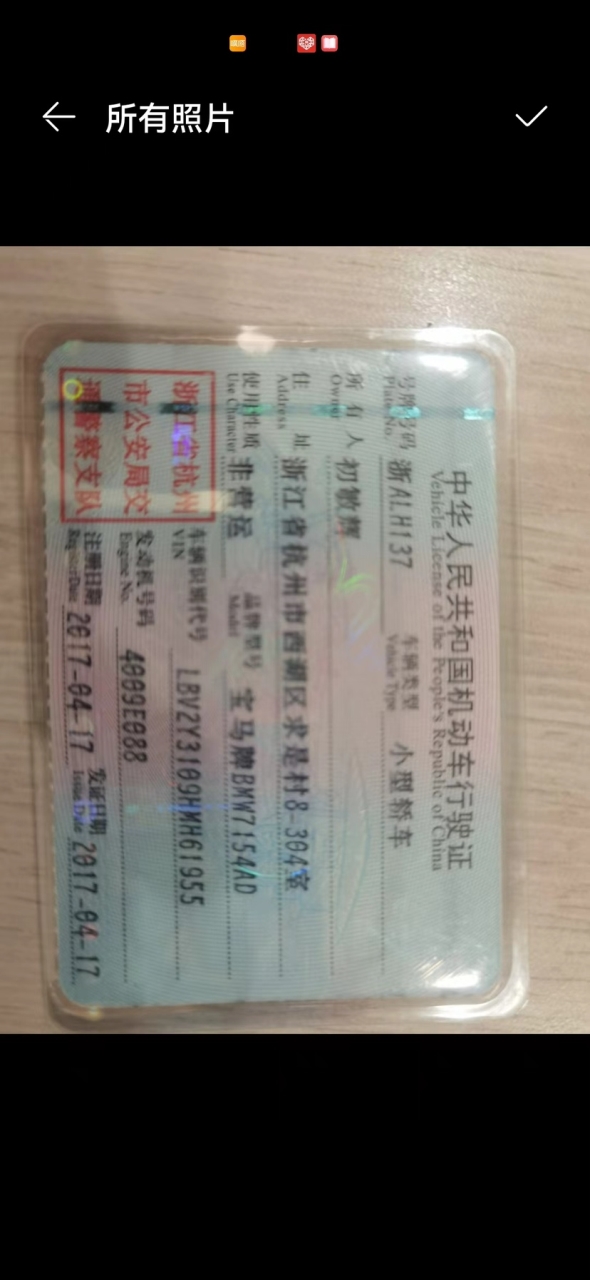 所有照片
中华人民共和国机动车行驶证
Vehicle License of the People's Republic of China
号牌号码 浙ALH137 车辆类型 小型轿车
Plate No. Vehicle Type
所有人 初敏辉
Owner
住址 浙江省杭州市西湖区求是村8-304室
Address
使用性质 非营运 品牌型号 宝马牌BMW7154AD
Use Character Model
浙江省杭州
市公安局交
通警察支队
车辆识别代号 LBV2Y3109HMH61955
VIN
发动机号码 4009E088
Engine No.
注册日期 2017-04-17 发证日期 2017-04-17
Register Date Issue Date